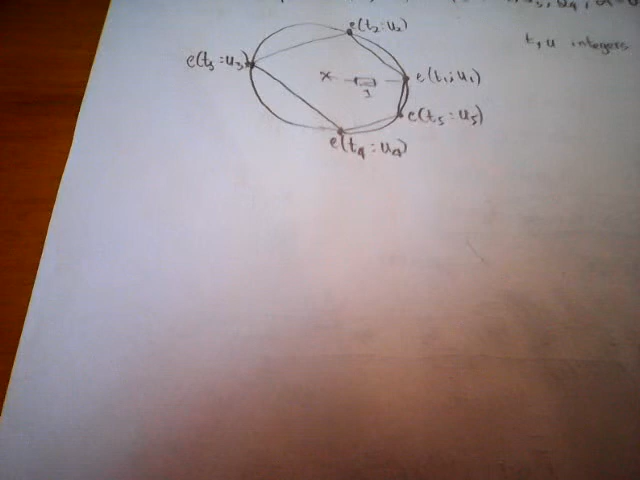 t, u integers
e(t₂:u₂)
e(t₃:u₃)
x
1
e(t₁:u₁)
e(t₅:u₅)
e(t₄:u₄)